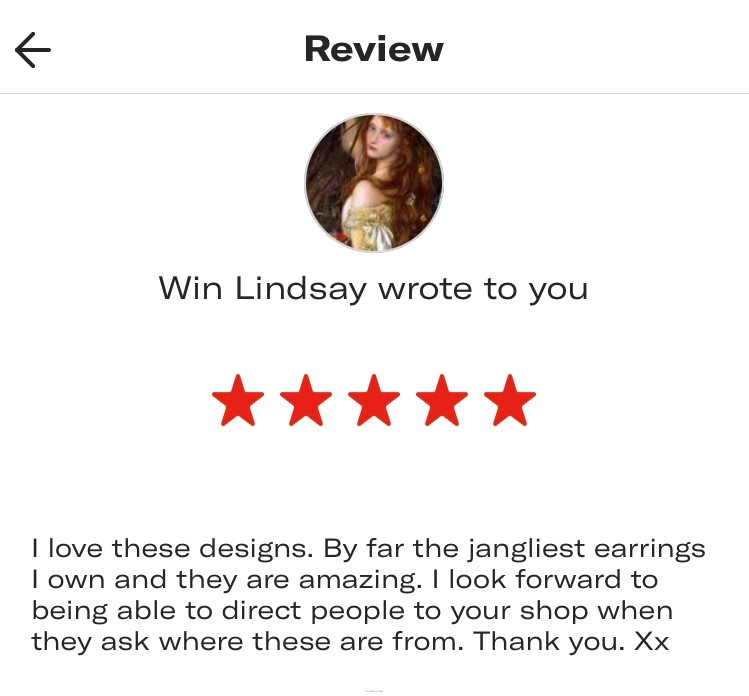 Review
Win Lindsay wrote to you
I love these designs. By far the jangliest earrings
I own and they are amazing. I look forward to
being able to direct people to your shop when
they ask where these are from. Thank you. Xx